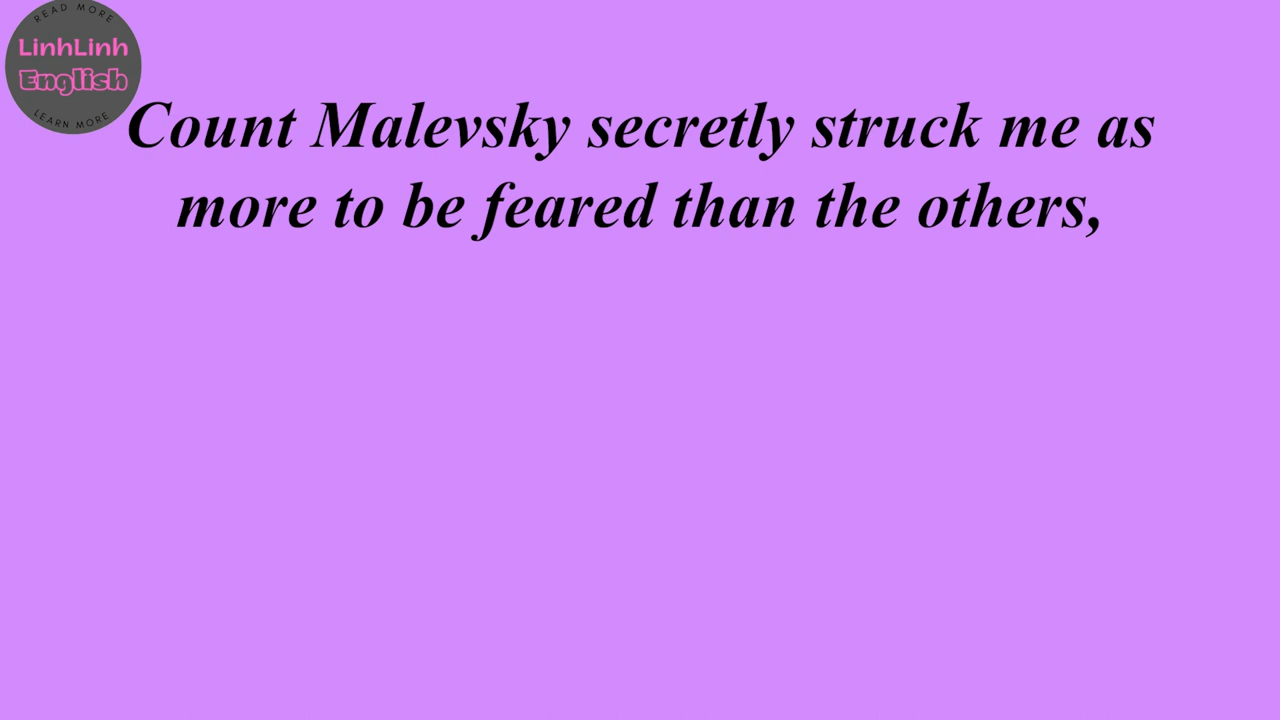 READ MORE
LinhLinh
English
LEARN MORE
Count Malevsky secretly struck me as
more to be feared than the others,